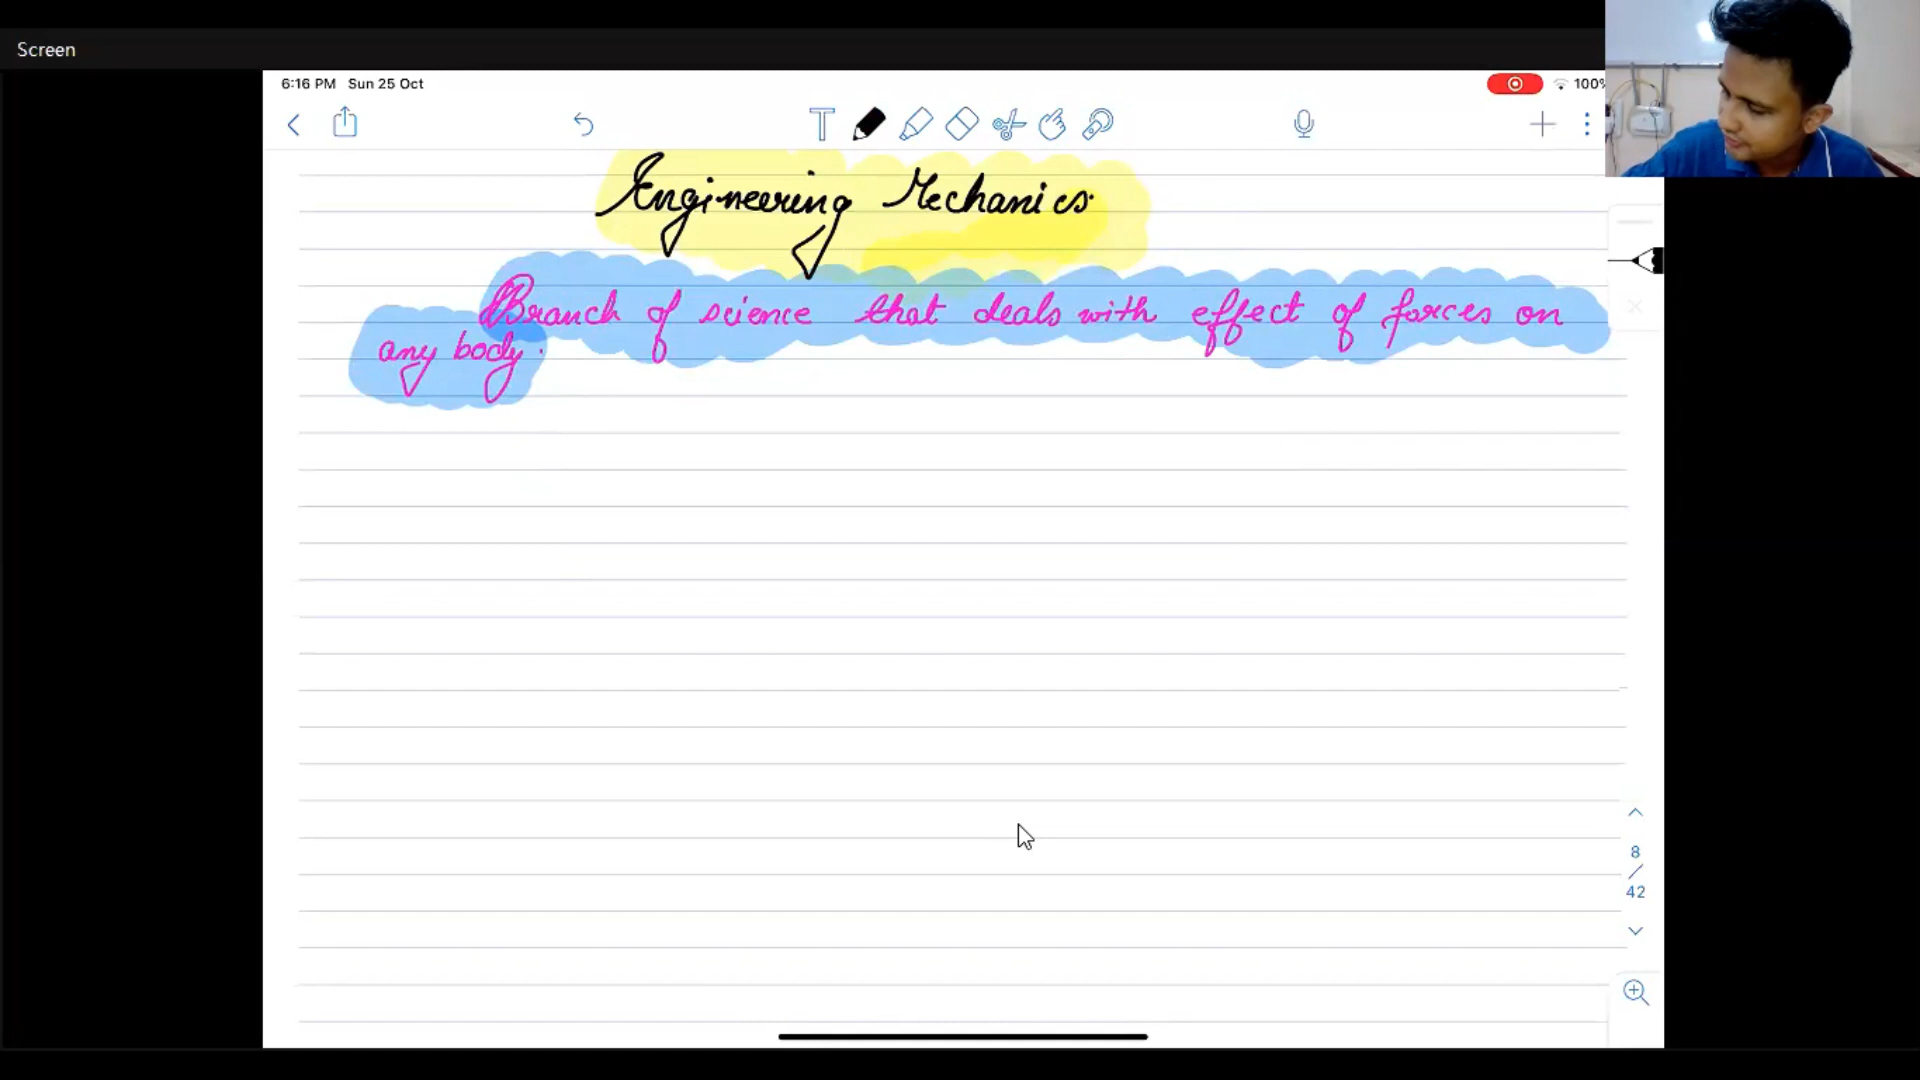 Screen
6:16 PM Sun 25 Oct
100%
Engineering Mechanics.
Branch of science that deals with effect of forces on
any body.
8
/
42